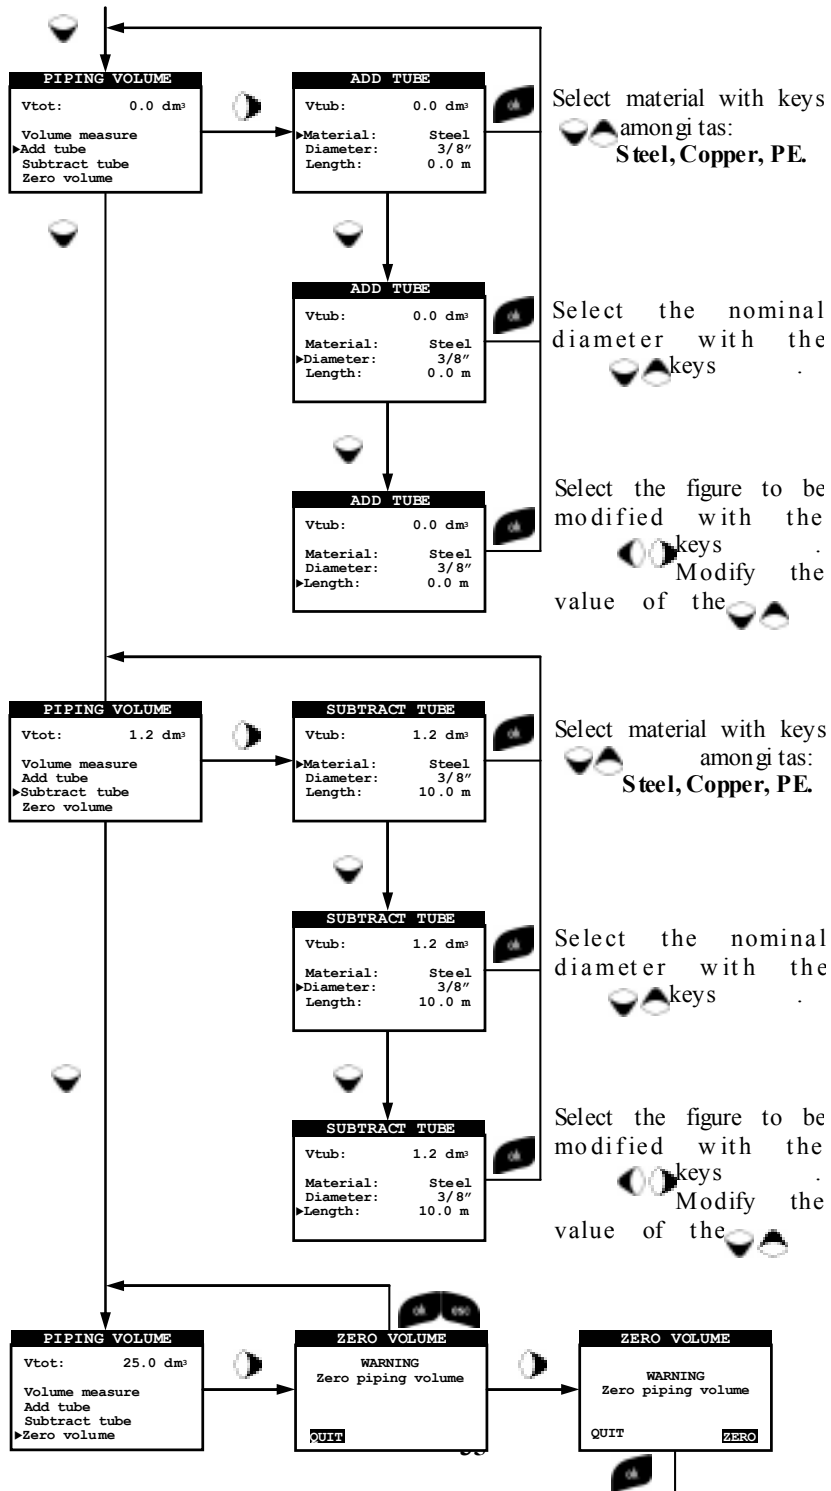 PIPING VOLUME
Vtot: 0.0 dm³
Volume measure
▶Add tube
Subtract tube
Zero volume
ADD TUBE
Vtub: 0.0 dm³
▶Material: Steel
Diameter: 3/8″
Length: 0.0 m
ok
Select material with keys
amongi tas:
Steel, Copper, PE.
ADD TUBE
Vtub: 0.0 dm³
Material: Steel
▶Diameter: 3/8″
Length: 0.0 m
ok
Select the nominal
diameter with the
keys .
ADD TUBE
Vtub: 0.0 dm³
Material: Steel
Diameter: 3/8″
▶Length: 0.0 m
ok
Select the figure to be
modified with the
keys .
Modify the
value of the
PIPING VOLUME
Vtot: 1.2 dm³
Volume measure
Add tube
▶Subtract tube
Zero volume
SUBTRACT TUBE
Vtub: 1.2 dm³
▶Material: Steel
Diameter: 3/8″
Length: 10.0 m
ok
Select material with keys
amongi tas:
Steel, Copper, PE.
SUBTRACT TUBE
Vtub: 1.2 dm³
Material: Steel
▶Diameter: 3/8″
Length: 10.0 m
ok
Select the nominal
diameter with the
keys .
SUBTRACT TUBE
Vtub: 1.2 dm³
Material: Steel
Diameter: 3/8″
▶Length: 10.0 m
ok
Select the figure to be
modified with the
keys .
Modify the
value of the
ok esc
PIPING VOLUME
Vtot: 25.0 dm³
Volume measure
Add tube
Subtract tube
▶Zero volume
ZERO VOLUME
WARNING
Zero piping volume
QUIT
ZERO VOLUME
WARNING
Zero piping volume
QUIT ZERO
ok